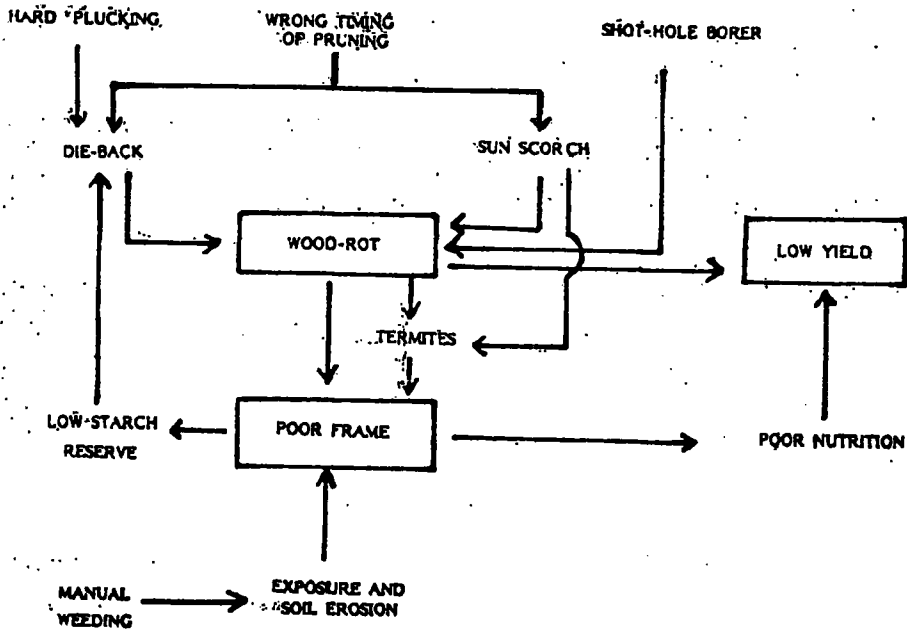 HARD PLUCKING
WRONG TIMING
OF PRUNING
SHOT-HOLE BORER
DIE-BACK
SUN SCORCH
WOOD-ROT
LOW YIELD
TERMITES
LOW-STARCH
RESERVE
POOR FRAME
POOR NUTRITION
MANUAL
WEEDING
EXPOSURE AND
SOIL EROSION